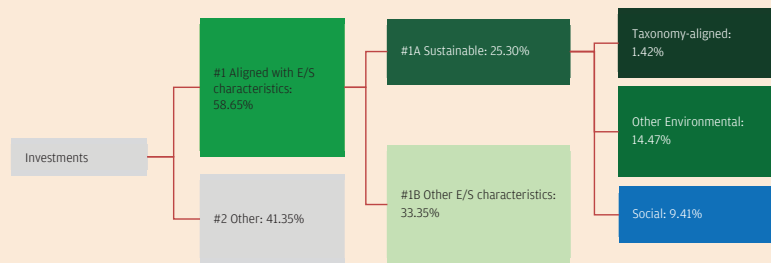 Investments
#1 Aligned with E/S
characteristics:
58.65%
#2 Other: 41.35%
#1A Sustainable: 25.30%
#1B Other E/S characteristics:
33.35%
Taxonomy-aligned:
1.42%
Other Environmental:
14.47%
Social: 9.41%